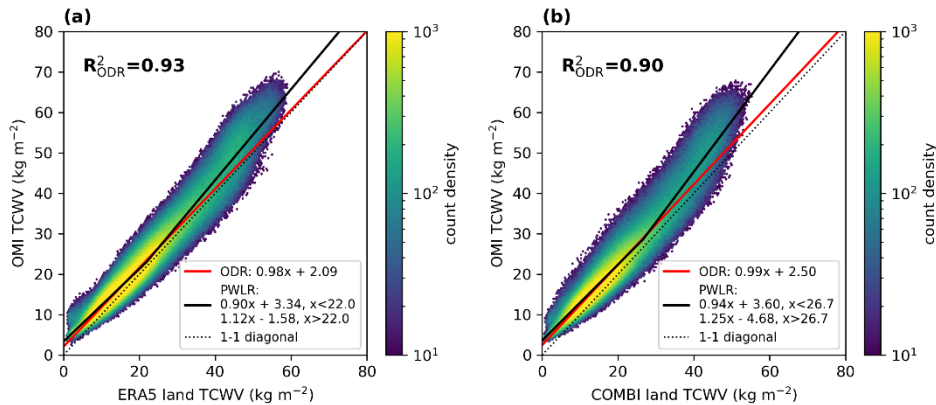 (a)
R²ODR=0.93
OMI TCWV (kg m⁻²)
80
70
60
50
40
30
20
10
0
0 20 40 60 80
ERA5 land TCWV (kg m⁻²)
ODR: 0.98x + 2.09
PWLR:
0.90x + 3.34, x<22.0
1.12x - 1.58, x>22.0
1-1 diagonal
10³
10²
10¹
count density
(b)
R²ODR=0.90
OMI TCWV (kg m⁻²)
80
70
60
50
40
30
20
10
0
0 20 40 60 80
COMBI land TCWV (kg m⁻²)
ODR: 0.99x + 2.50
PWLR:
0.94x + 3.60, x<26.7
1.25x - 4.68, x>26.7
1-1 diagonal
10³
10²
10¹
count density